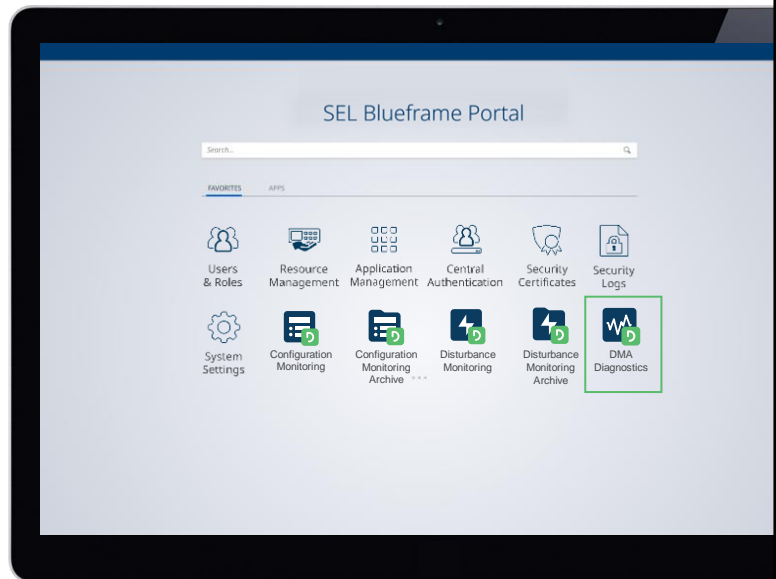 SEL Blueframe Portal
Search...
FAVORITES APPS
Users & Roles
Resource Management
Application Management
Central Authentication
Security Certificates
Security Logs
System Settings
Configuration Monitoring
Configuration Monitoring Archive
Disturbance Monitoring
Disturbance Monitoring Archive
DMA Diagnostics